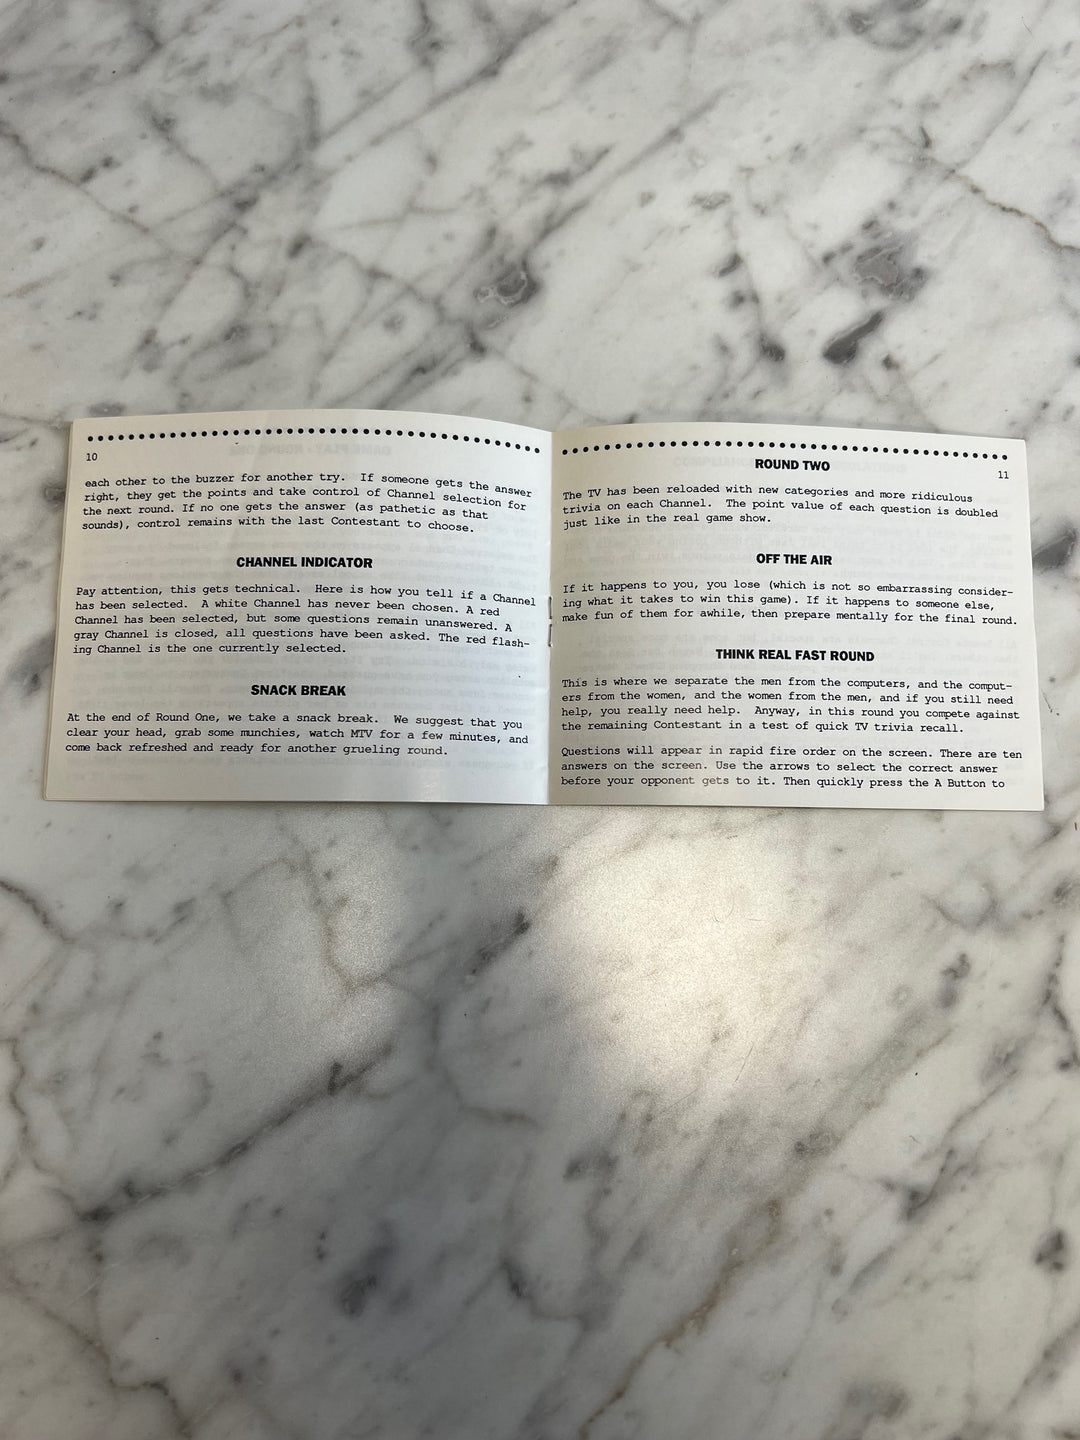 10
each other to the buzzer for another try. If someone gets the answer
right, they get the points and take control of Channel selection for
the next round. If no one gets the answer (as pathetic as that
sounds), control remains with the last Contestant to choose.
CHANNEL INDICATOR
Pay attention, this gets technical. Here is how you tell if a Channel
has been selected. A white Channel has never been chosen. A red
Channel has been selected, but some questions remain unanswered. A
gray Channel is closed, all questions have been asked. The red flash-
ing Channel is the one currently selected.
SNACK BREAK
At the end of Round One, we take a snack break. We suggest that you
clear your head, grab some munchies, watch MTV for a few minutes, and
come back refreshed and ready for another grueling round.
ROUND TWO
11
The TV has been reloaded with new categories and more ridiculous
trivia on each Channel. The point value of each question is doubled
just like in the real game show.
OFF THE AIR
If it happens to you, you lose (which is not so embarrassing consider-
ing what it takes to win this game). If it happens to someone else,
make fun of them for awhile, then prepare mentally for the final round.
THINK REAL FAST ROUND
This is where we separate the men from the computers, and the comput-
ers from the women, and the women from the men, and if you still need
help, you really need help. Anyway, in this round you compete against
the remaining Contestant in a test of quick TV trivia recall.
Questions will appear in rapid fire order on the screen. There are ten
answers on the screen. Use the arrows to select the correct answer
before your opponent gets to it. Then quickly press the A Button to